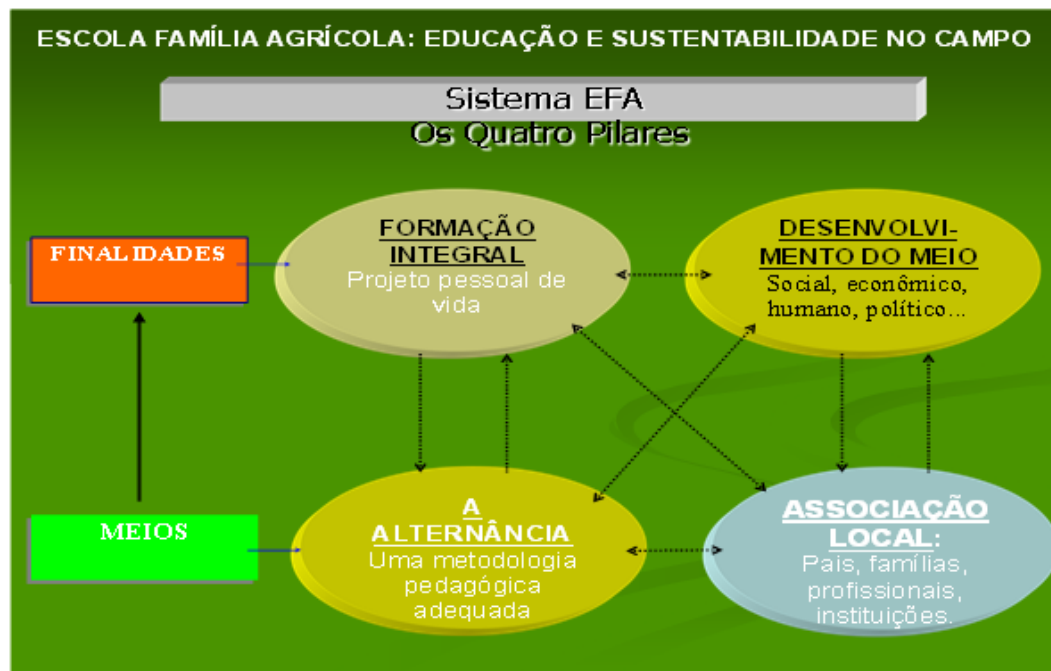 ESCOLA FAMÍLIA AGRÍCOLA: EDUCAÇÃO E SUSTENTABILIDADE NO CAMPO
Sistema EFA
Os Quatro Pilares
FINALIDADES
FORMAÇÃO
INTEGRAL
Projeto pessoal de
vida
DESENVOLVI-
MENTO DO MEIO
Social, econômico,
humano, político...
MEIOS
A
ALTERNÂNCIA
Uma metodologia
pedagógica
adequada
ASSOCIAÇÃO
LOCAL:
Pais, famílias,
profissionais,
instituições.